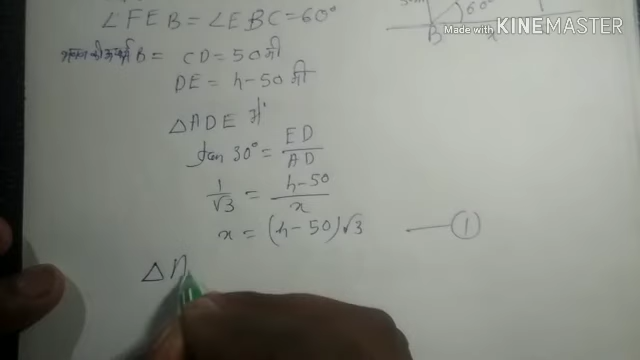 ∠FEB = ∠EBC = 60°
60°
B
x
Made with KINEMASTER
B = CD = 50 मी
DE = h-50 मी
△ADE में
tan 30° = ED/AD
1/√3 = h-50/x
x = (h-50)√3 —①
△